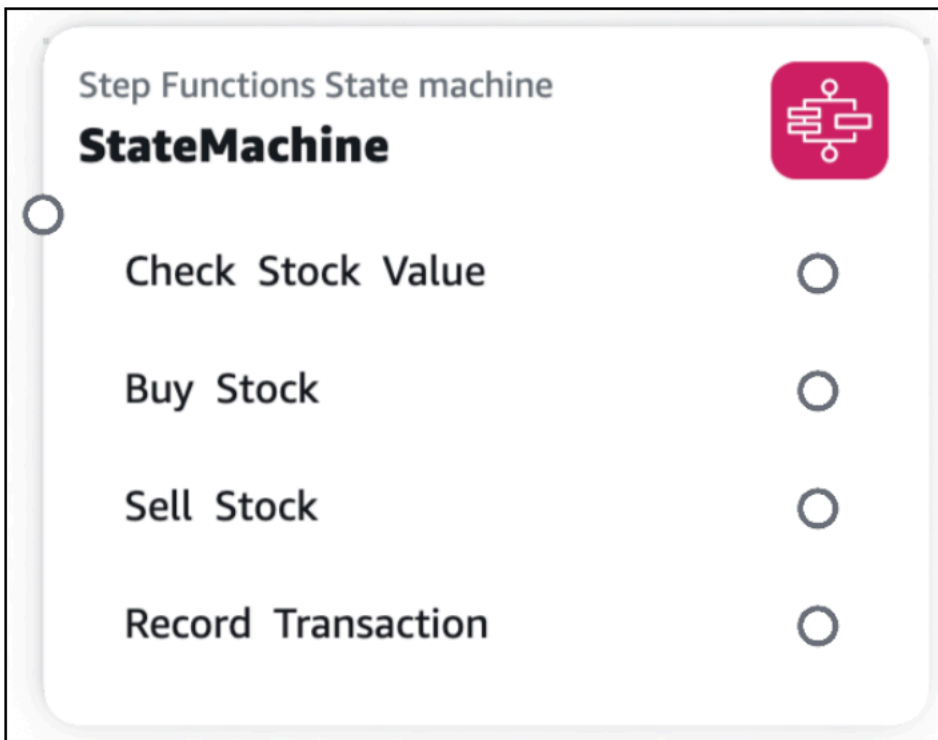 Step Functions State machine
StateMachine
Check Stock Value
Buy Stock
Sell Stock
Record Transaction